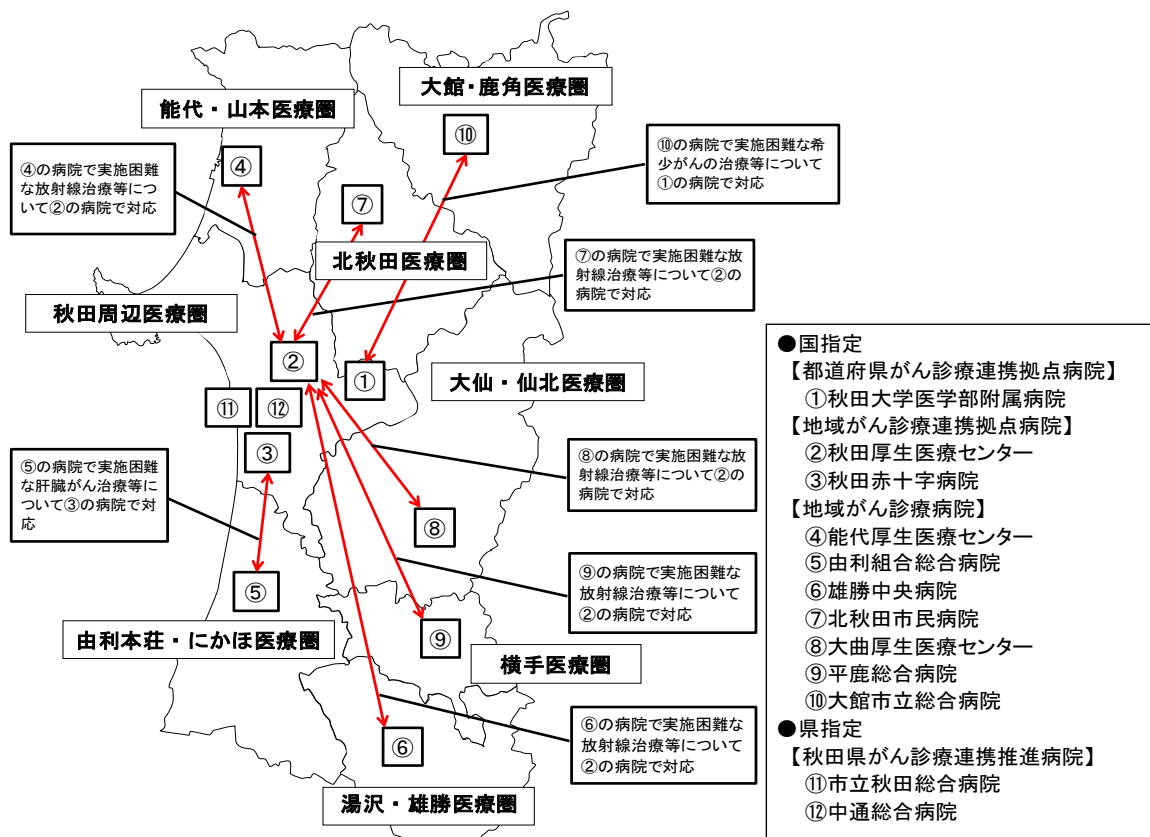 大館・鹿角医療圏
能代・山本医療圏
⑩
⑩の病院で実施困難な希
少がんの治療等について
①の病院で対応
④の病院で実施困難
な放射線治療等につ
いて②の病院で対応
④
⑦
北秋田医療圏
⑦の病院で実施困難な放
射線治療等について②の
病院で対応
秋田周辺医療圏
②
①
大仙・仙北医療圏
⑪
⑫
③
⑤の病院で実施困難
な肝臓がん治療等に
ついて③の病院で対
応
⑧の病院で実施困難な放
射線治療等について②の
病院で対応
⑧
⑤
⑨の病院で実施困難な
放射線治療等について
②の病院で対応
由利本荘・にかほ医療圏
⑨
横手医療圏
⑥
⑥の病院で実施困難な
放射線治療等について
②の病院で対応
湯沢・雄勝医療圏
●国指定
【都道府県がん診療連携拠点病院】
①秋田大学医学部附属病院
【地域がん診療連携拠点病院】
②秋田厚生医療センター
③秋田赤十字病院
【地域がん診療病院】
④能代厚生医療センター
⑤由利組合総合病院
⑥雄勝中央病院
⑦北秋田市民病院
⑧大曲厚生医療センター
⑨平鹿総合病院
⑩大館市立総合病院
●県指定
【秋田県がん診療連携推進病院】
⑪市立秋田総合病院
⑫中通総合病院